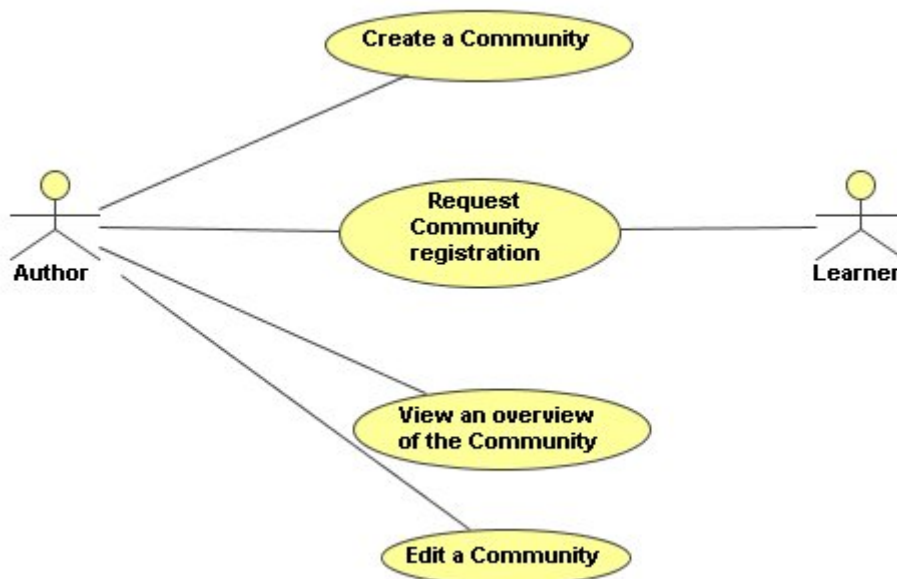 Create a Community
Request
Community
registration
Author
Learner
View an overview
of the Community
Edit a Community